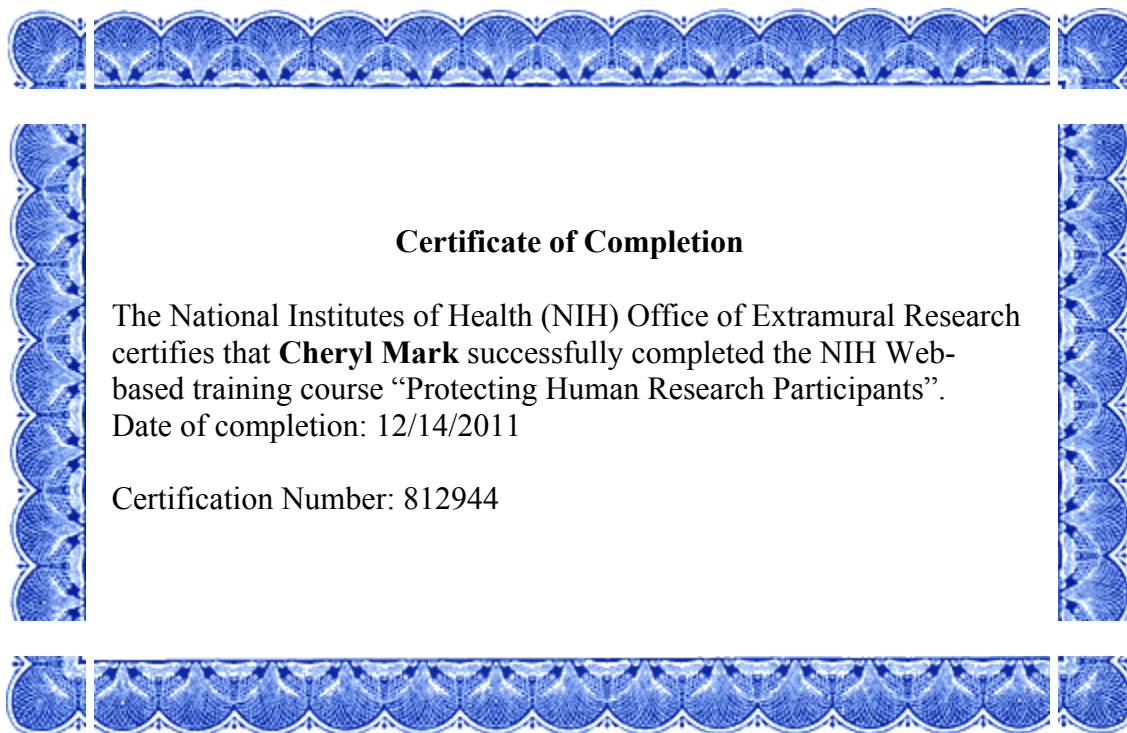 Certificate of Completion
The National Institutes of Health (NIH) Office of Extramural Research
certifies that Cheryl Mark successfully completed the NIH Web-
based training course “Protecting Human Research Participants”.
Date of completion: 12/14/2011
Certification Number: 812944